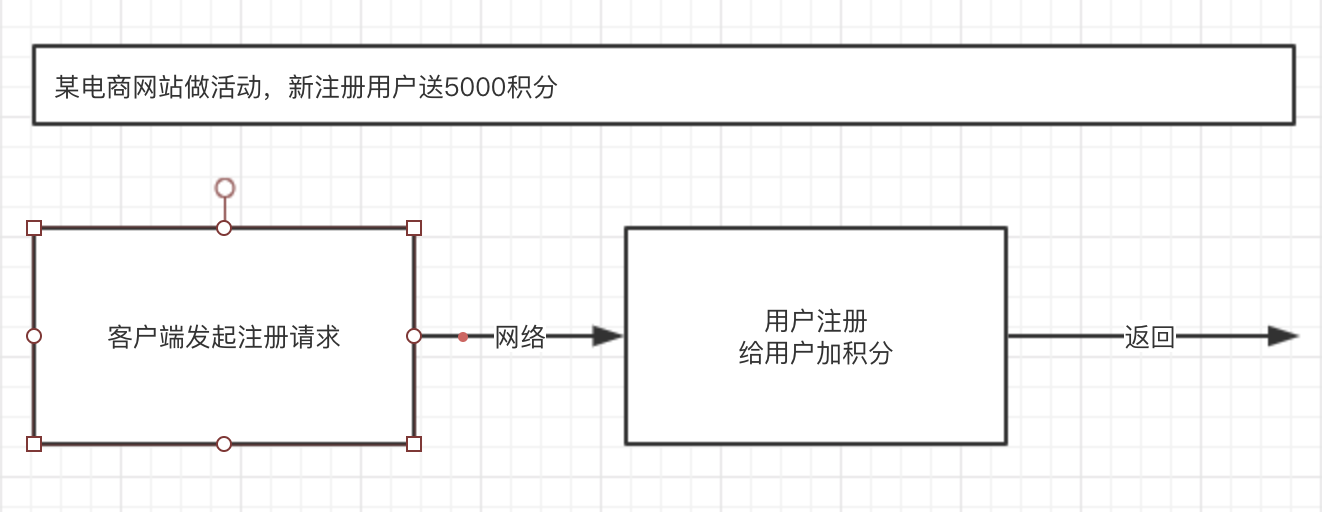 某电商网站做活动，新注册用户送5000积分
客户端发起注册请求
网络
用户注册
给用户加积分
返回